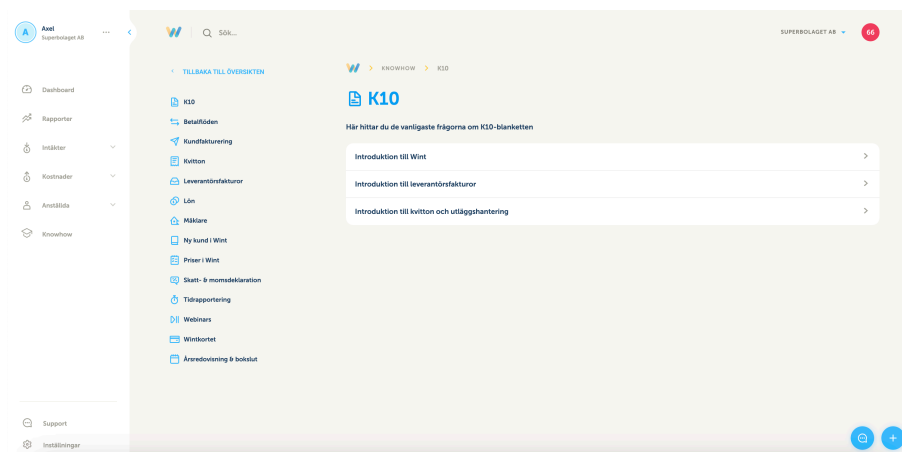 A
Axel
Superbolaget AB
Dashboard
Rapporter
Intäkter
Kostnader
Anställda
Knowhow
Support
Inställningar
Sök...
SUPERBOLAGET AB
66
TILLBAKA TILL ÖVERSIKTEN
K10
Betalflöden
Kundfakturering
Kvitton
Leverantörsfakturor
Lön
Mäklare
Ny kund i Wint
Priser i Wint
Skatt- & momsdeklaration
Tidrapportering
Webinars
Wintkortet
Årsredovisning & bokslut
KNOWHOW > K10
K10
Här hittar du de vanligaste frågorna om K10-blanketten
Introduktion till Wint
Introduktion till leverantörsfakturor
Introduktion till kvitton och utläggshantering